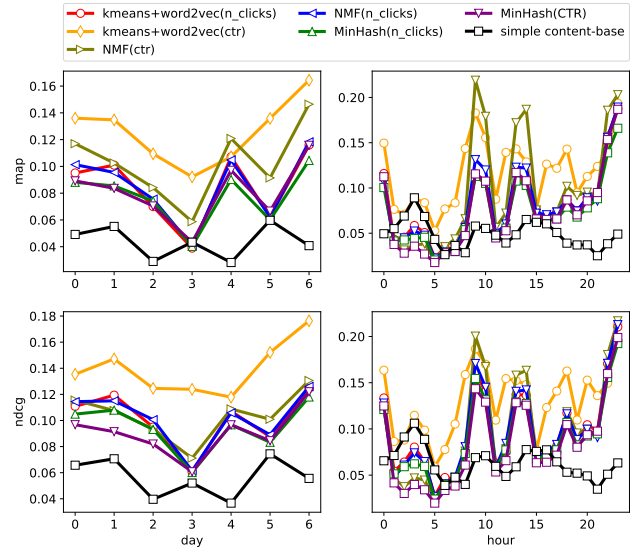 kmeans+word2vec(n_clicks)
kmeans+word2vec(ctr)
NMF(ctr)
NMF(n_clicks)
MinHash(n_clicks)
MinHash(CTR)
simple content-base
map
0.16
0.14
0.12
0.10
0.08
0.06
0.04
0 1 2 3 4 5 6
0.20
0.15
0.10
0.05
0 5 10 15 20
ndcg
0.18
0.16
0.14
0.12
0.10
0.08
0.06
0.04
0 1 2 3 4 5 6
day
0.20
0.15
0.10
0.05
0 5 10 15 20
hour